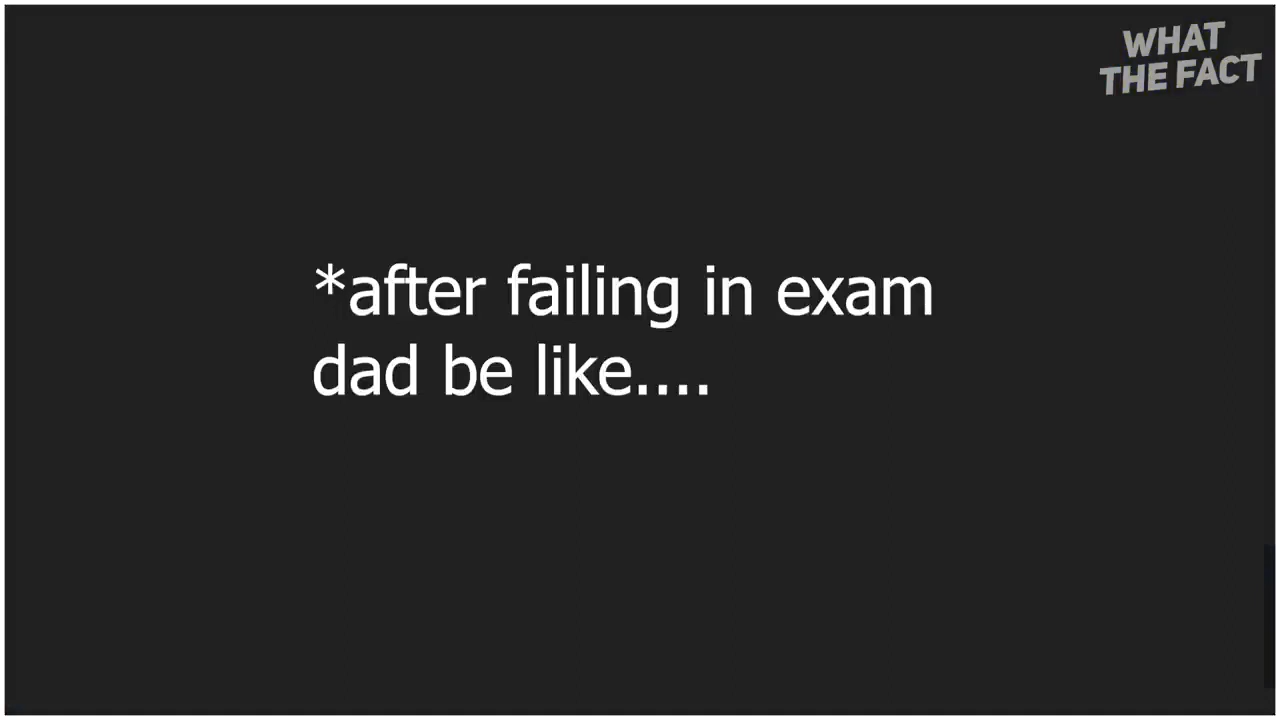 WHAT
THE FACT
*after failing in exam
dad be like....